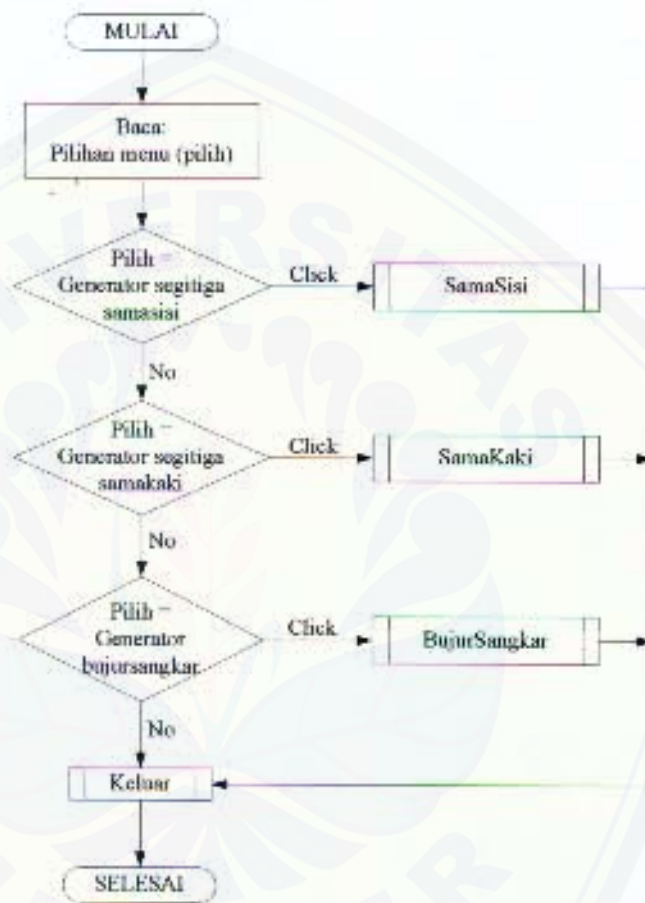 MULAI
Baca:
Pilihan menu (pilih)
Pilih =
Generator segitiga
samasisi
Click
SamaSisi
No
Pilih =
Generator segitiga
samakaki
Click
SamaKaki
No
Pilih =
Generator
bujursangkar
Click
BujurSangkar
No
Keluar
SELESAI